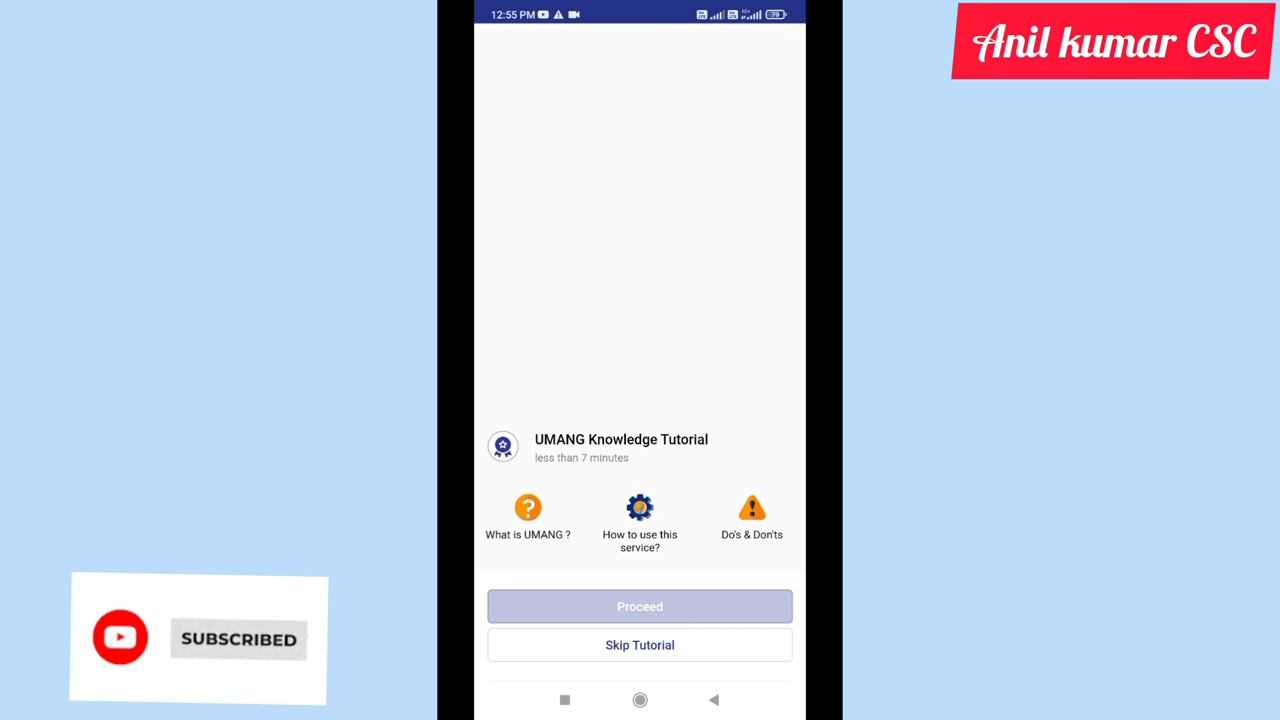 12:55 PM
79
Anil kumar CSC
UMANG Knowledge Tutorial
less than 7 minutes
What is UMANG ?
How to use this
service?
Do's & Don'ts
Proceed
Skip Tutorial
SUBSCRIBED